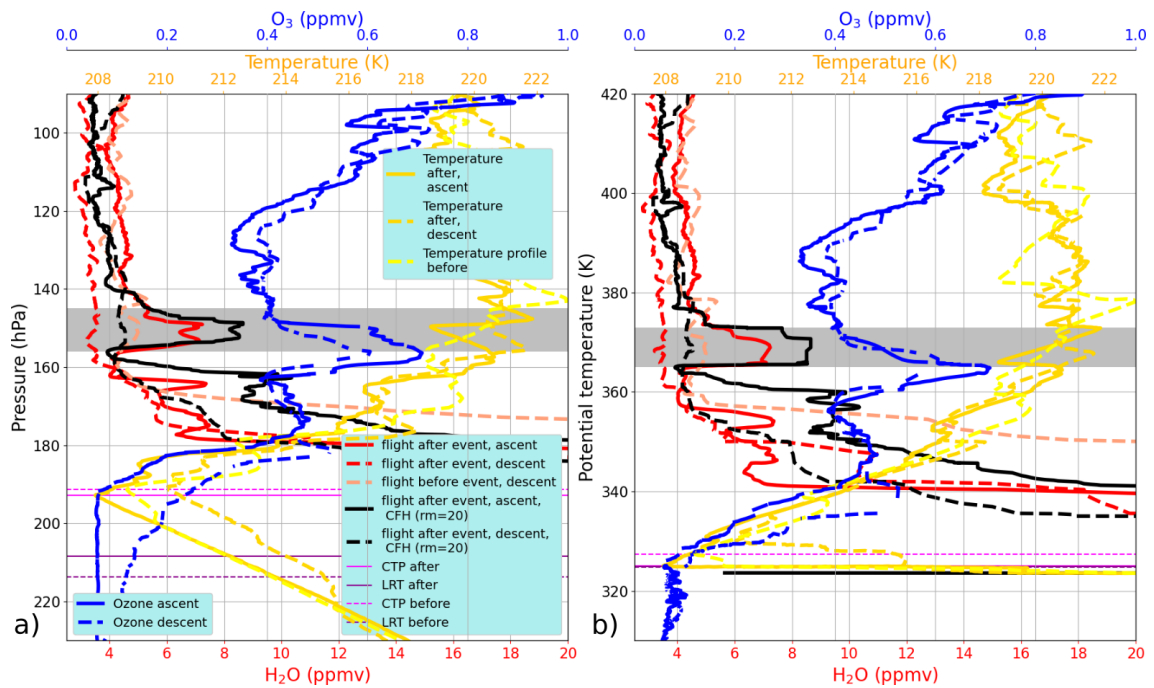 O3 (ppmv)
0.0 0.2 0.4 0.6 0.8 1.0
Temperature (K)
208 210 212 214 216 218 220 222
Pressure (hPa)
100
120
140
160
180
200
220
Temperature
after,
ascent
Temperature
after,
descent
Temperature profile
before
flight after event, ascent
flight after event, descent
flight before event, descent
flight after event, ascent,
CFH (rm=20)
flight after event, descent,
CFH (rm=20)
CTP after
LRT after
CTP before
LRT before
Ozone ascent
Ozone descent
a)
4 6 8 10 12 14 16 18 20
H2O (ppmv)
O3 (ppmv)
0.0 0.2 0.4 0.6 0.8 1.0
Temperature (K)
208 210 212 214 216 218 220 222
Potential temperature (K)
420
400
380
360
340
320
b)
4 6 8 10 12 14 16 18 20
H2O (ppmv)